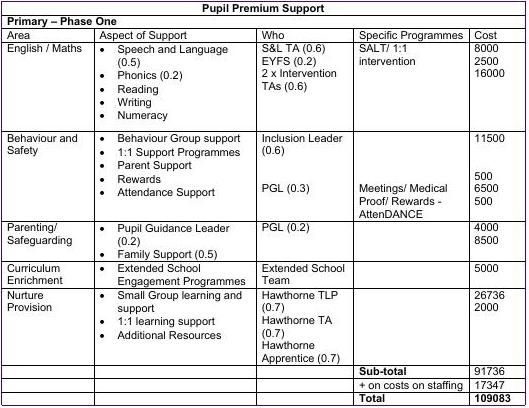 Pupil Premium Support
Primary – Phase One
Area Aspect of Support Who Specific Programmes Cost
English / Maths
• Speech and Language
(0.5)
• Phonics (0.2)
• Reading
• Writing
• Numeracy
S&L TA (0.6)
EYFS (0.2)
2 x Intervention
TAs (0.6)
SALT/ 1:1
intervention
8000
2500
16000
Behaviour and
Safety
• Behaviour Group support
• 1:1 Support Programmes
• Parent Support
• Rewards
• Attendance Support
Inclusion Leader
(0.6)
PGL (0.3)
Meetings/ Medical
Proof/ Rewards -
AttenDANCE
11500
500
6500
500
Parenting/
Safeguarding
• Pupil Guidance Leader
(0.2)
• Family Support (0.5)
PGL (0.2)
4000
8500
Curriculum
Enrichment
• Extended School
Engagement Programmes
Extended School
Team
5000
Nurture
Provision
• Small Group learning and
support
• 1:1 learning support
• Additional Resources
Hawthorne TLP
(0.7)
Hawthorne TA
(0.7)
Hawthorne
Apprentice (0.7)
26736
2000
Sub-total 91736
+ on costs on staffing 17347
Total 109083